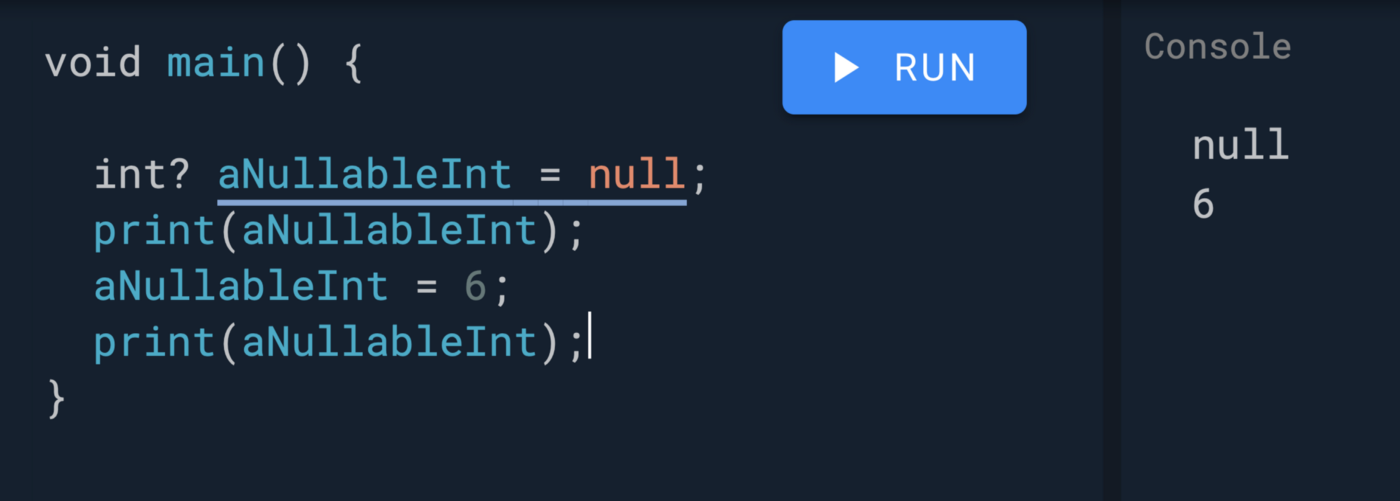 void main() {
RUN
int? aNullableInt = null;
print(aNullableInt);
aNullableInt = 6;
print(aNullableInt);
}
Console
null
6